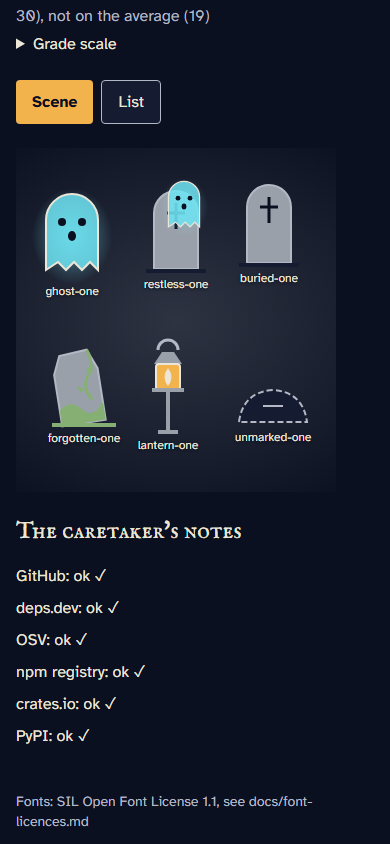 30), not on the average (19)
▶ Grade scale
Scene
List
ghost-one
restless-one
buried-one
forgotten-one
lantern-one
unmarked-one
The caretaker's notes
GitHub: ok ✓
deps.dev: ok ✓
OSV: ok ✓
npm registry: ok ✓
crates.io: ok ✓
PyPI: ok ✓
Fonts: SIL Open Font License 1.1, see docs/font-
licences.md